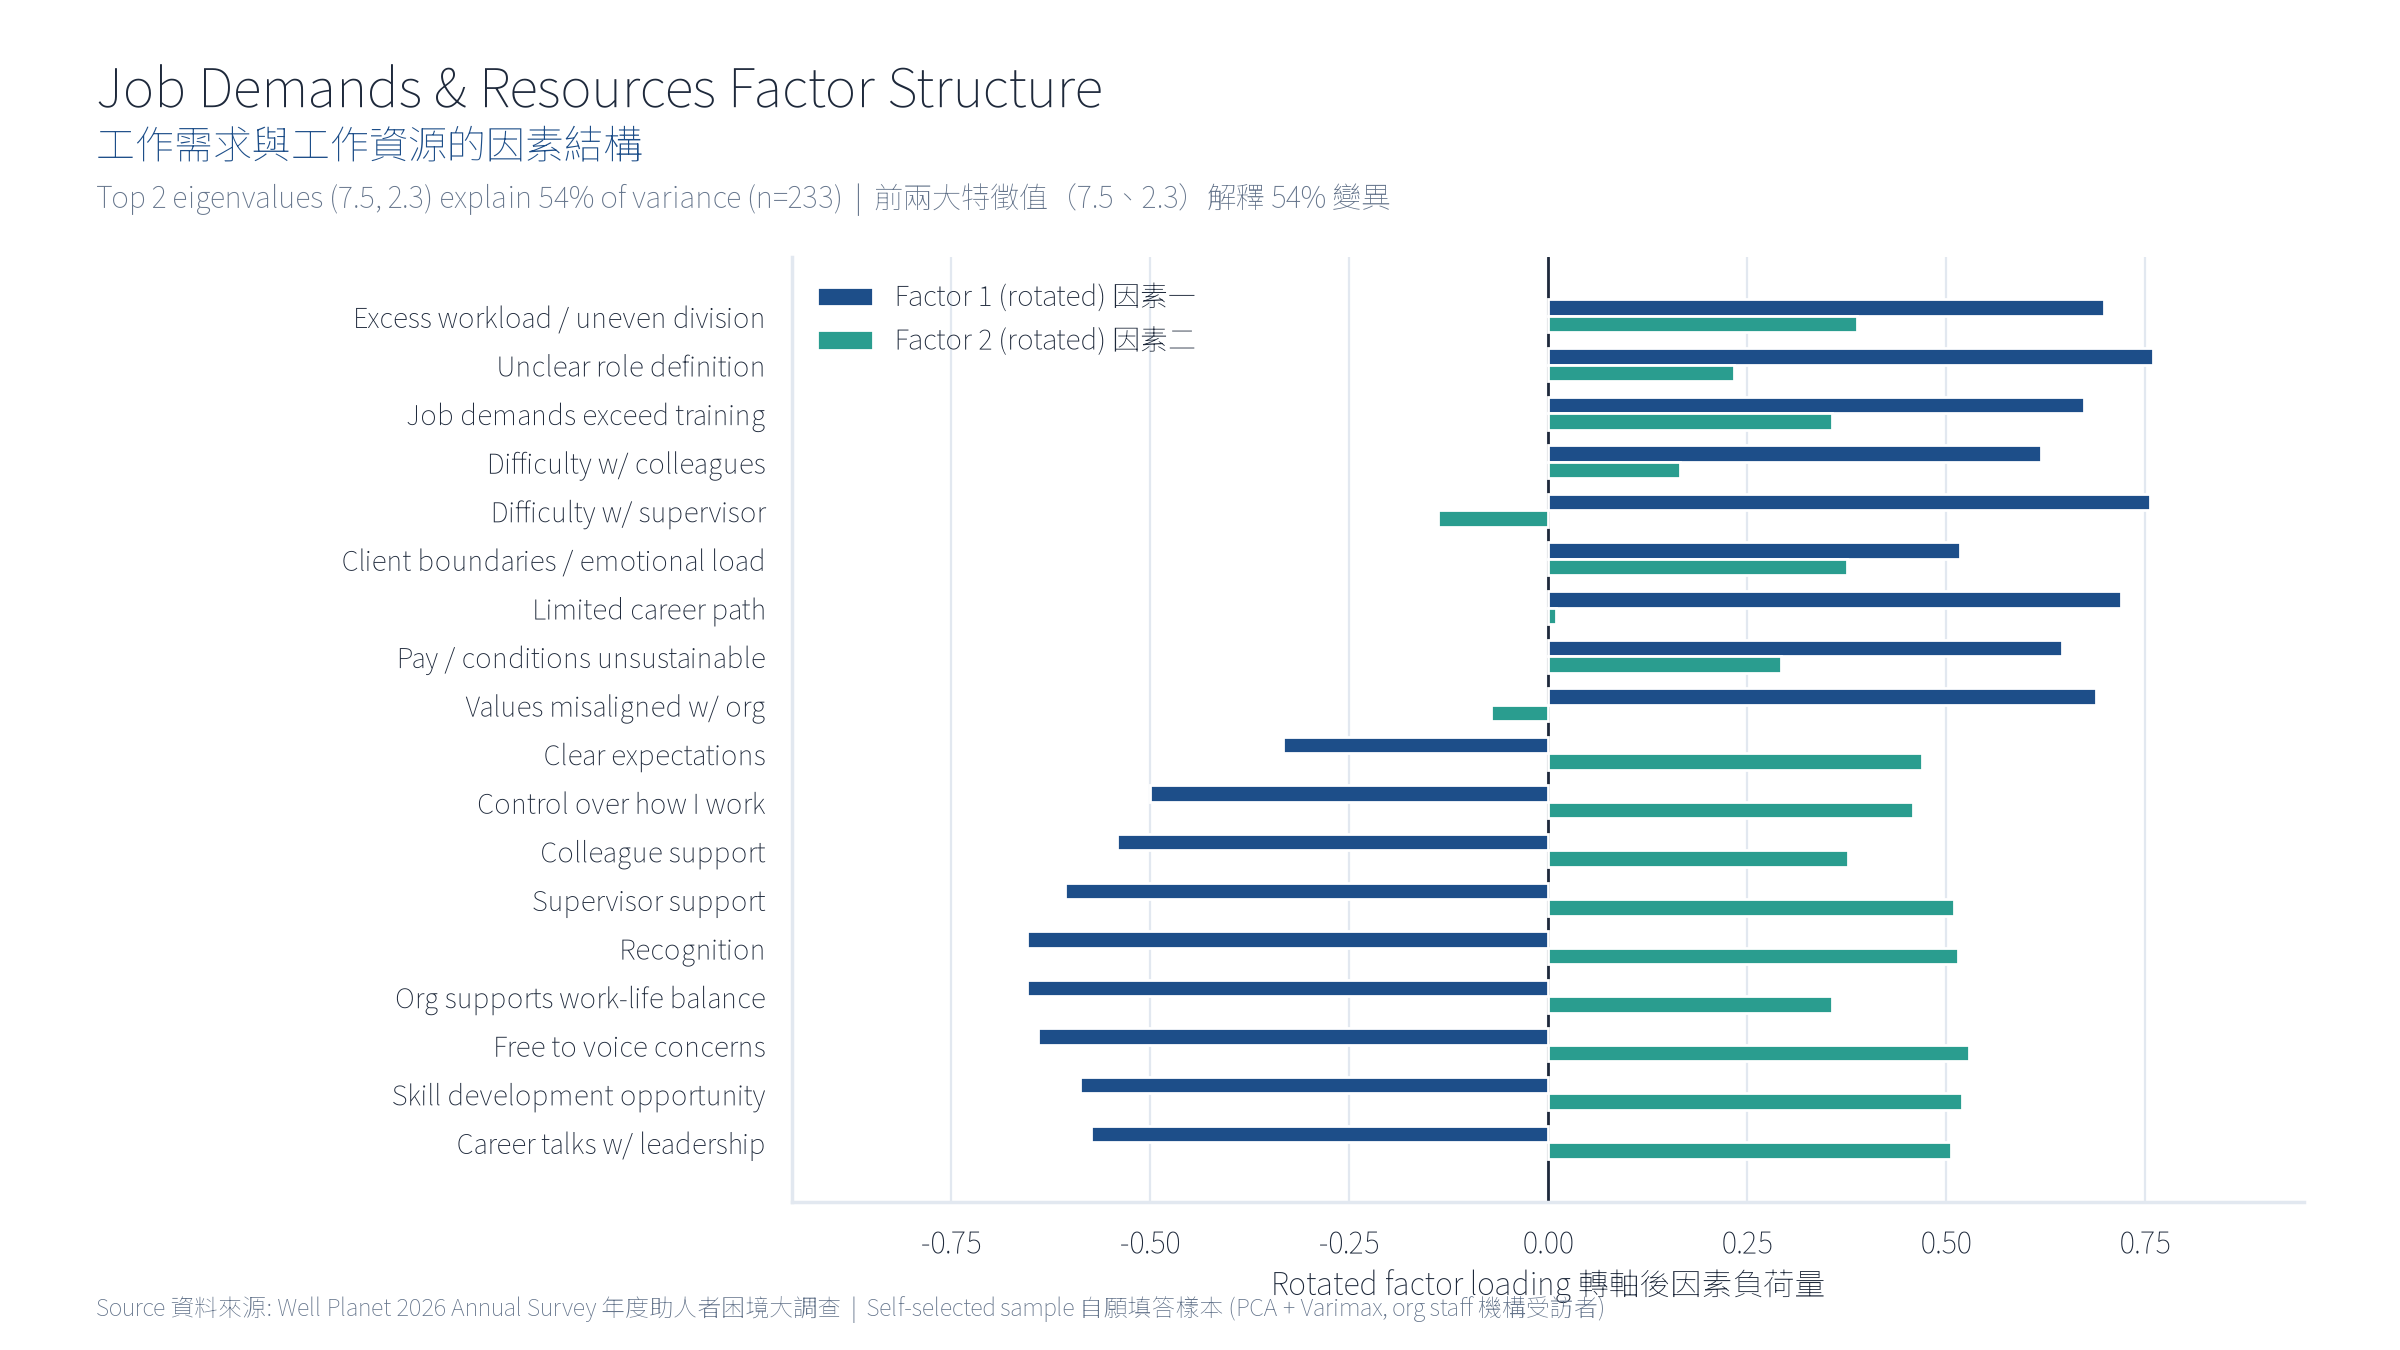 Job Demands & Resources Factor Structure
工作需求與工作資源的因素結構
Top 2 eigenvalues (7.5, 2.3) explain 54% of variance (n=233) | 前兩大特徵值（7.5、2.3）解釋 54% 變異
Factor 1 (rotated) 因素一
Factor 2 (rotated) 因素二
Excess workload / uneven division
Unclear role definition
Job demands exceed training
Difficulty w/ colleagues
Difficulty w/ supervisor
Client boundaries / emotional load
Limited career path
Pay / conditions unsustainable
Values misaligned w/ org
Clear expectations
Control over how I work
Colleague support
Supervisor support
Recognition
Org supports work-life balance
Free to voice concerns
Skill development opportunity
Career talks w/ leadership
-0.75 -0.50 -0.25 0.00 0.25 0.50 0.75
Rotated factor loading 轉軸後因素負荷量
Source 資料來源: Well Planet 2026 Annual Survey 年度助人者困境大調查 | Self-selected sample 自願填答樣本 (PCA + Varimax, org staff 機構受訪者)